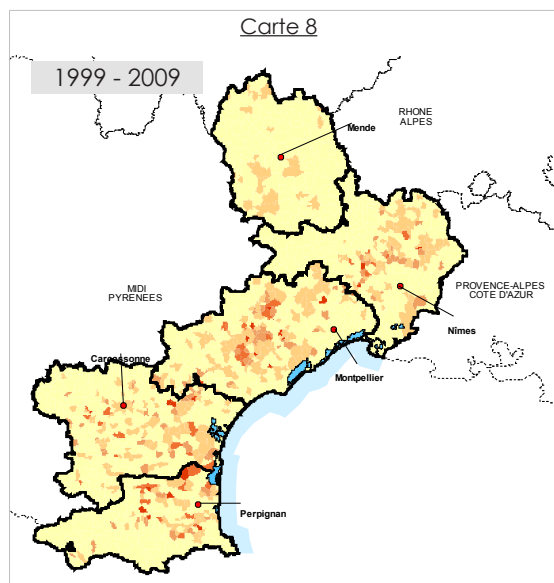 Carte 8
1999 - 2009
RHONE
ALPES
Mende
MIDI
PYRENEES
PROVENCE-ALPES
COTE D'AZUR
Nîmes
Carcassonne
Montpellier
Perpignan